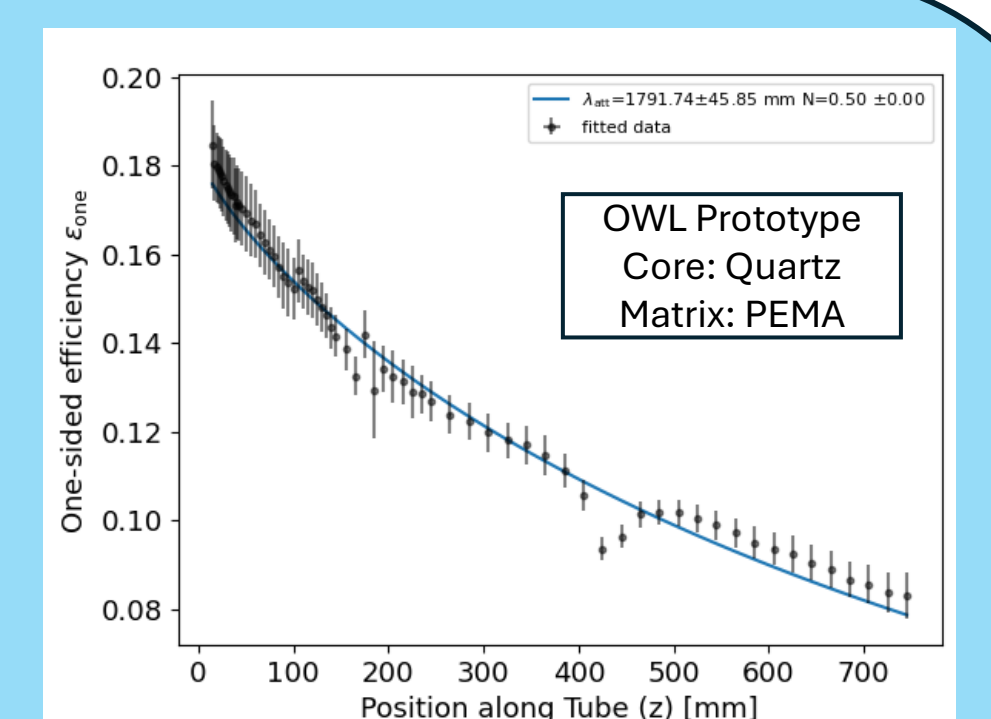 0.20
0.18
0.16
0.14
0.12
0.10
0.08
One-sided efficiency εone
λatt=1791.74±45.85 mm N=0.50 ±0.00
fitted data
OWL Prototype
Core: Quartz
Matrix: PEMA
0 100 200 300 400 500 600 700
Position along Tube (z) [mm]